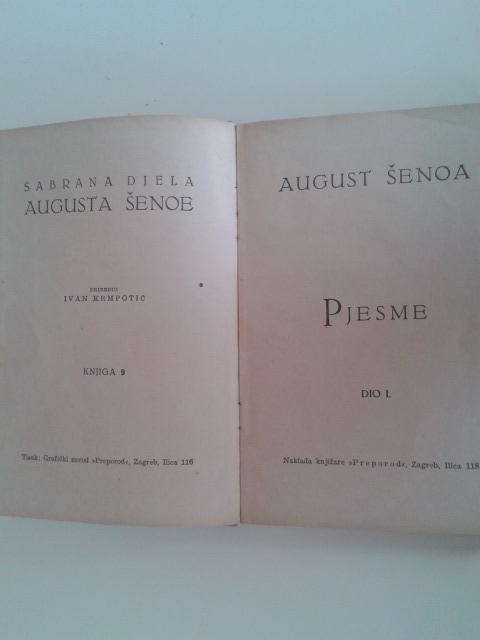 SABRANA DJELA
AUGUSTA ŠENOE
PRIREDIO
IVAN KRMPOTIĆ
KNJIGA 9
Tisak: Grafički zavod »Preporod«, Zagreb, Ilica 116
AUGUST ŠENOA
PJESME
DIO I.
Naklada knjižare »Preporod«, Zagreb, Ilica 118